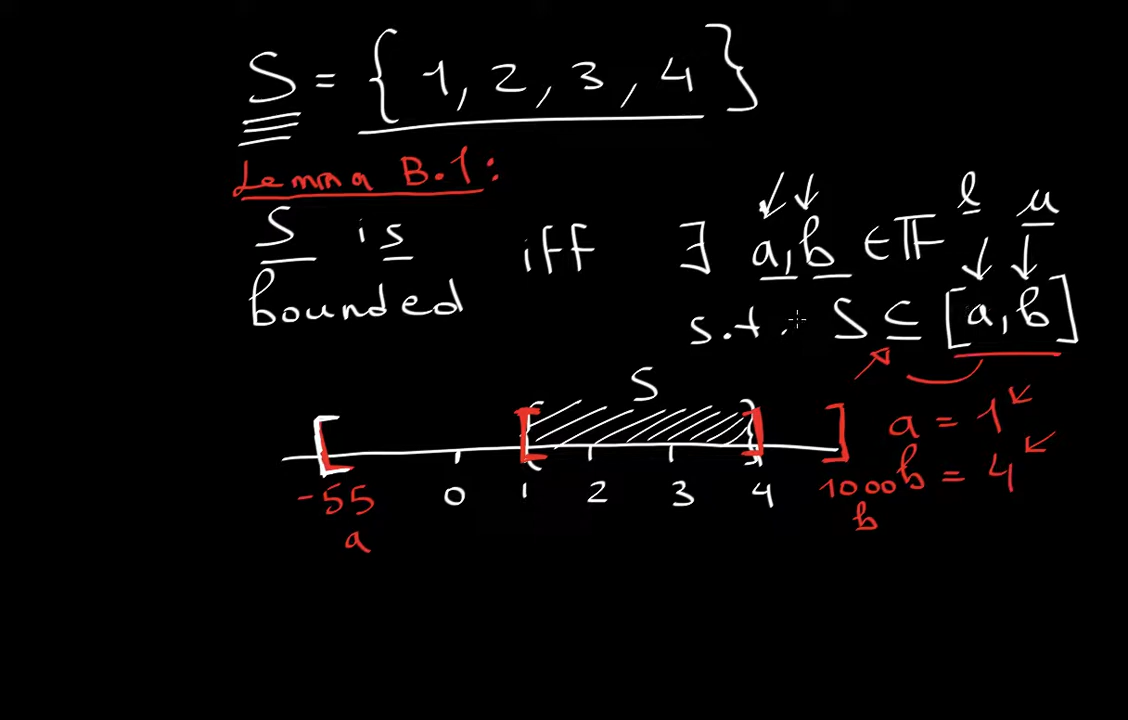 S = { 1, 2, 3, 4 }
Lemma B.1:
S is iff ∃ a, b ∈ 𝔽 l u
bounded s.t. S ⊆ [a, b]
S
a = 1
b = 4
-55 0 1 2 3 4 1000
a b